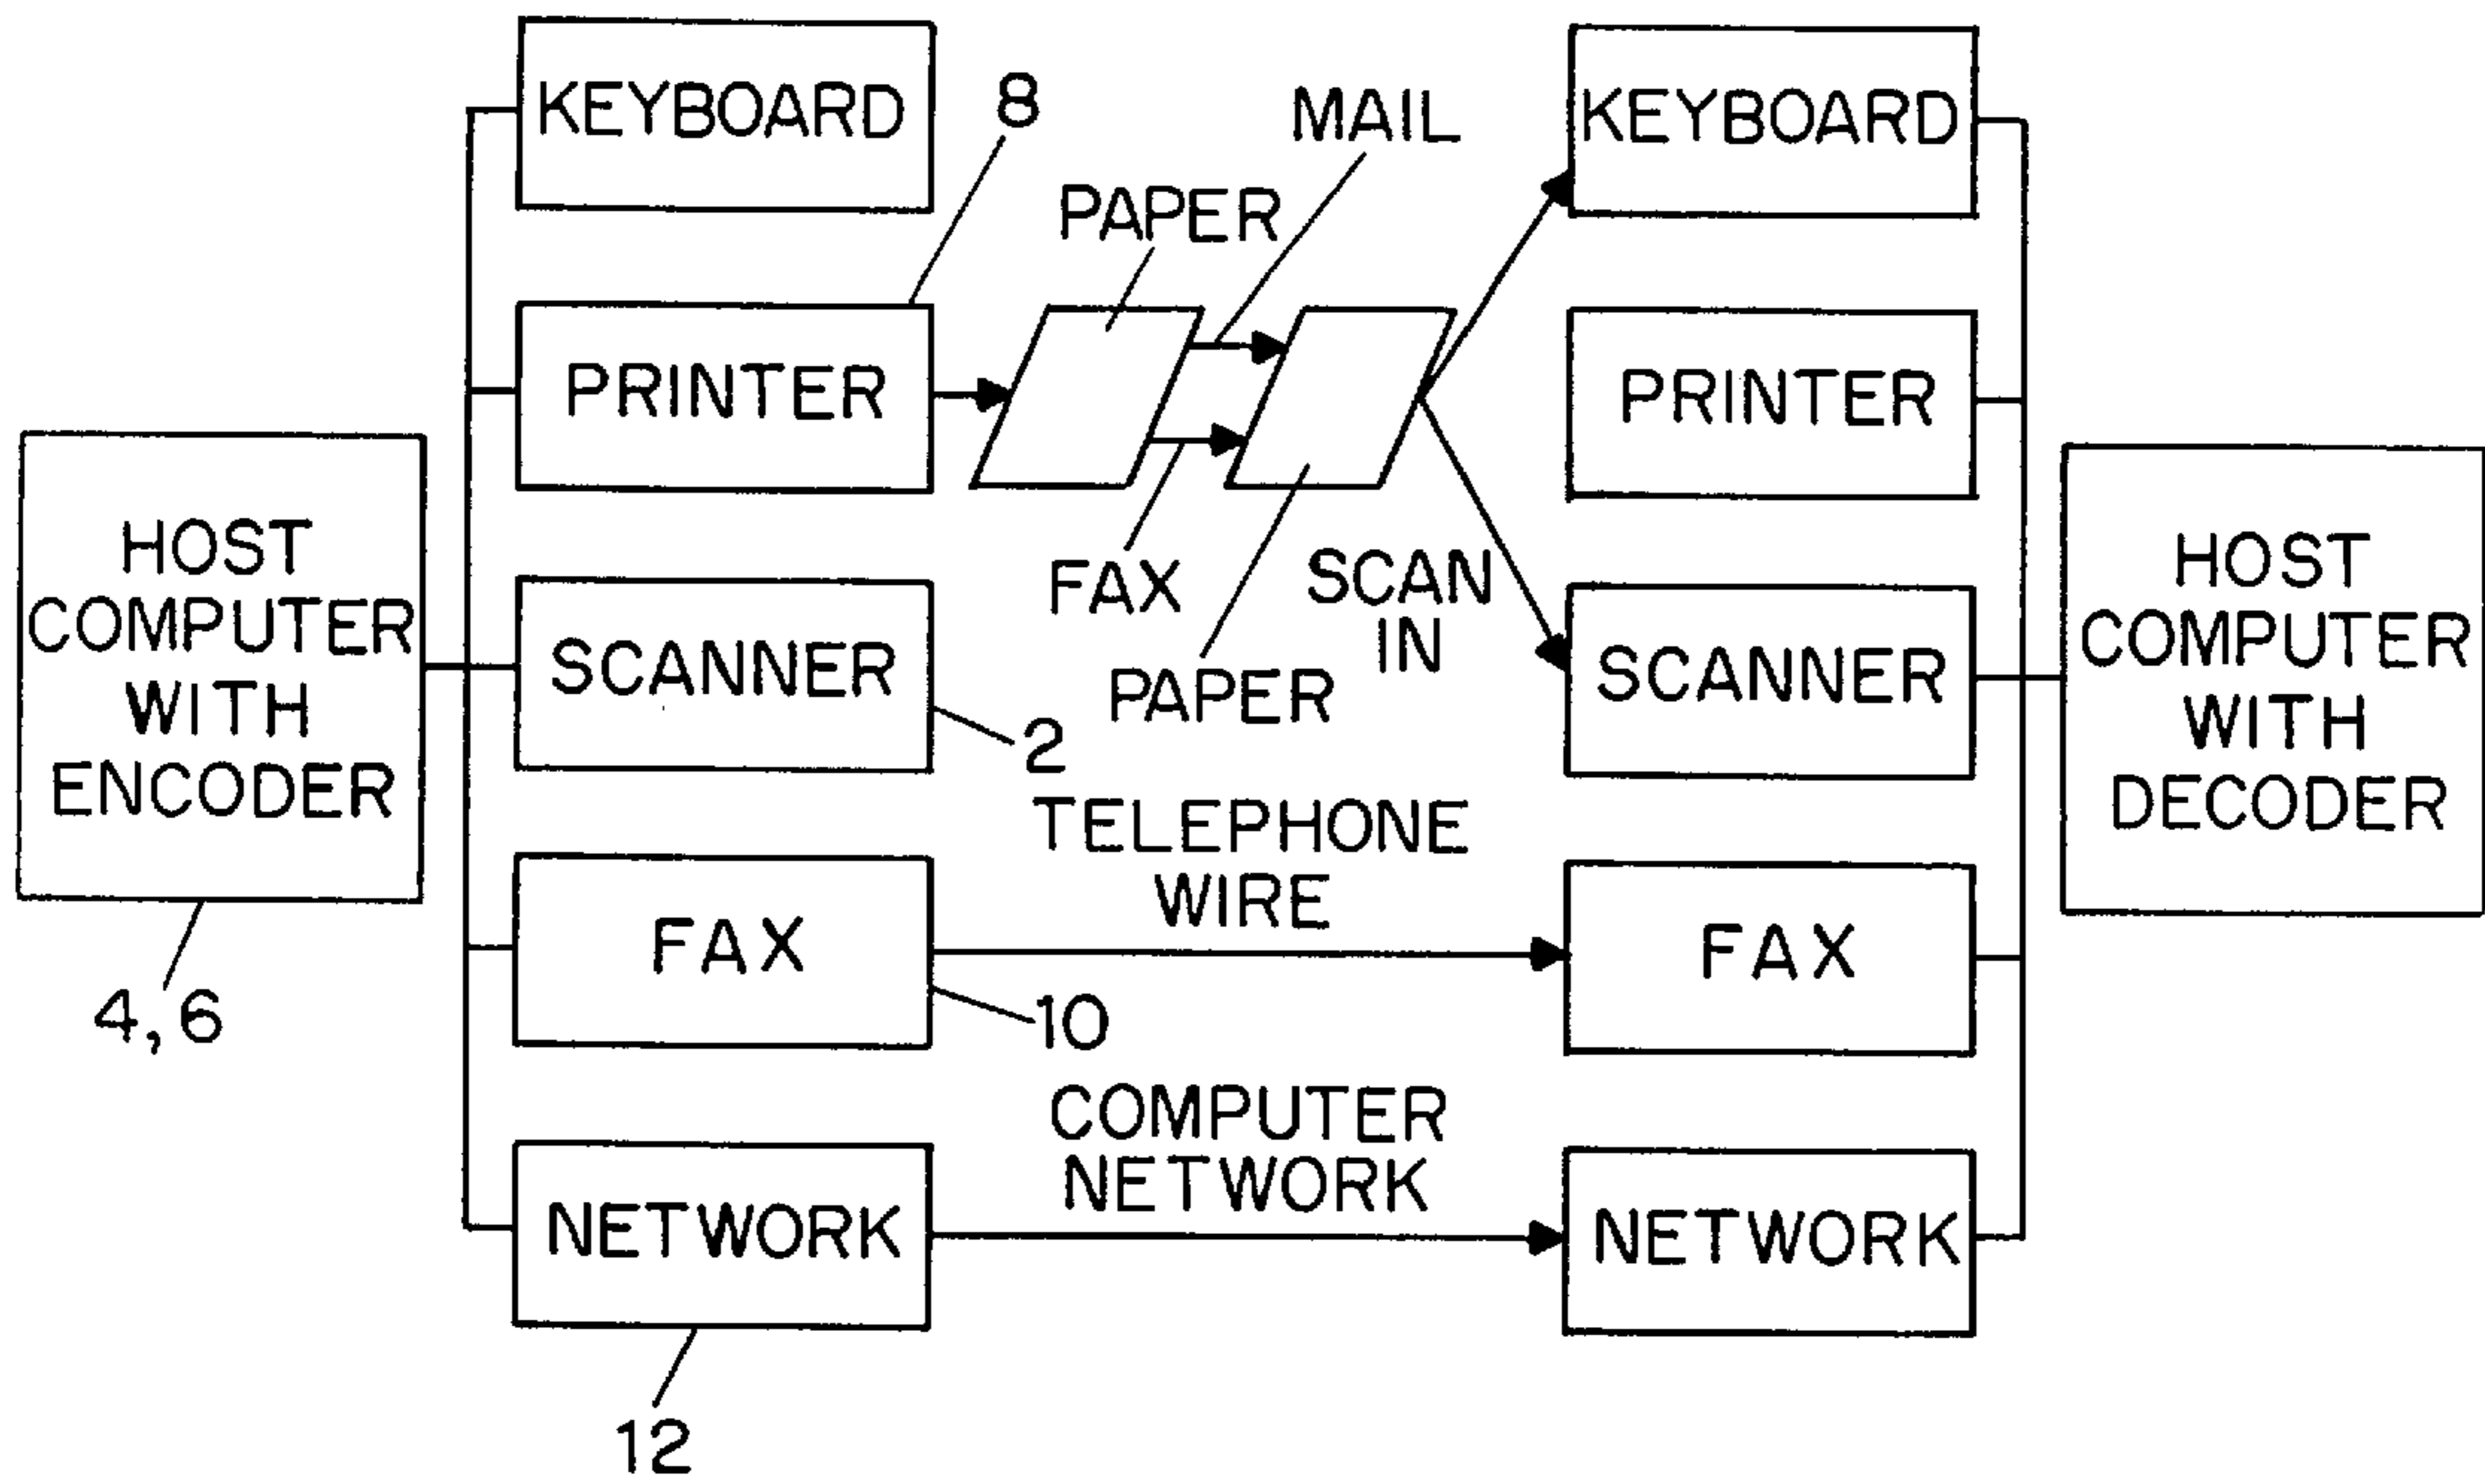 KEYBOARD
8
MAIL
KEYBOARD
PAPER
PRINTER
PRINTER
HOST
COMPUTER
WITH
ENCODER
4,6
FAX
SCAN
IN
PAPER
SCANNER
2
SCANNER
HOST
COMPUTER
WITH
DECODER
TELEPHONE
WIRE
FAX
10
FAX
COMPUTER
NETWORK
NETWORK
12
NETWORK